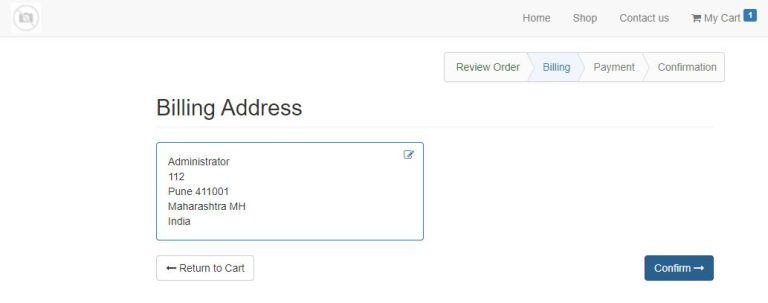 Home Shop Contact us My Cart 1
Review Order Billing Payment Confirmation
Billing Address
Administrator
112
Pune 411001
Maharashtra MH
India
Return to Cart Confirm